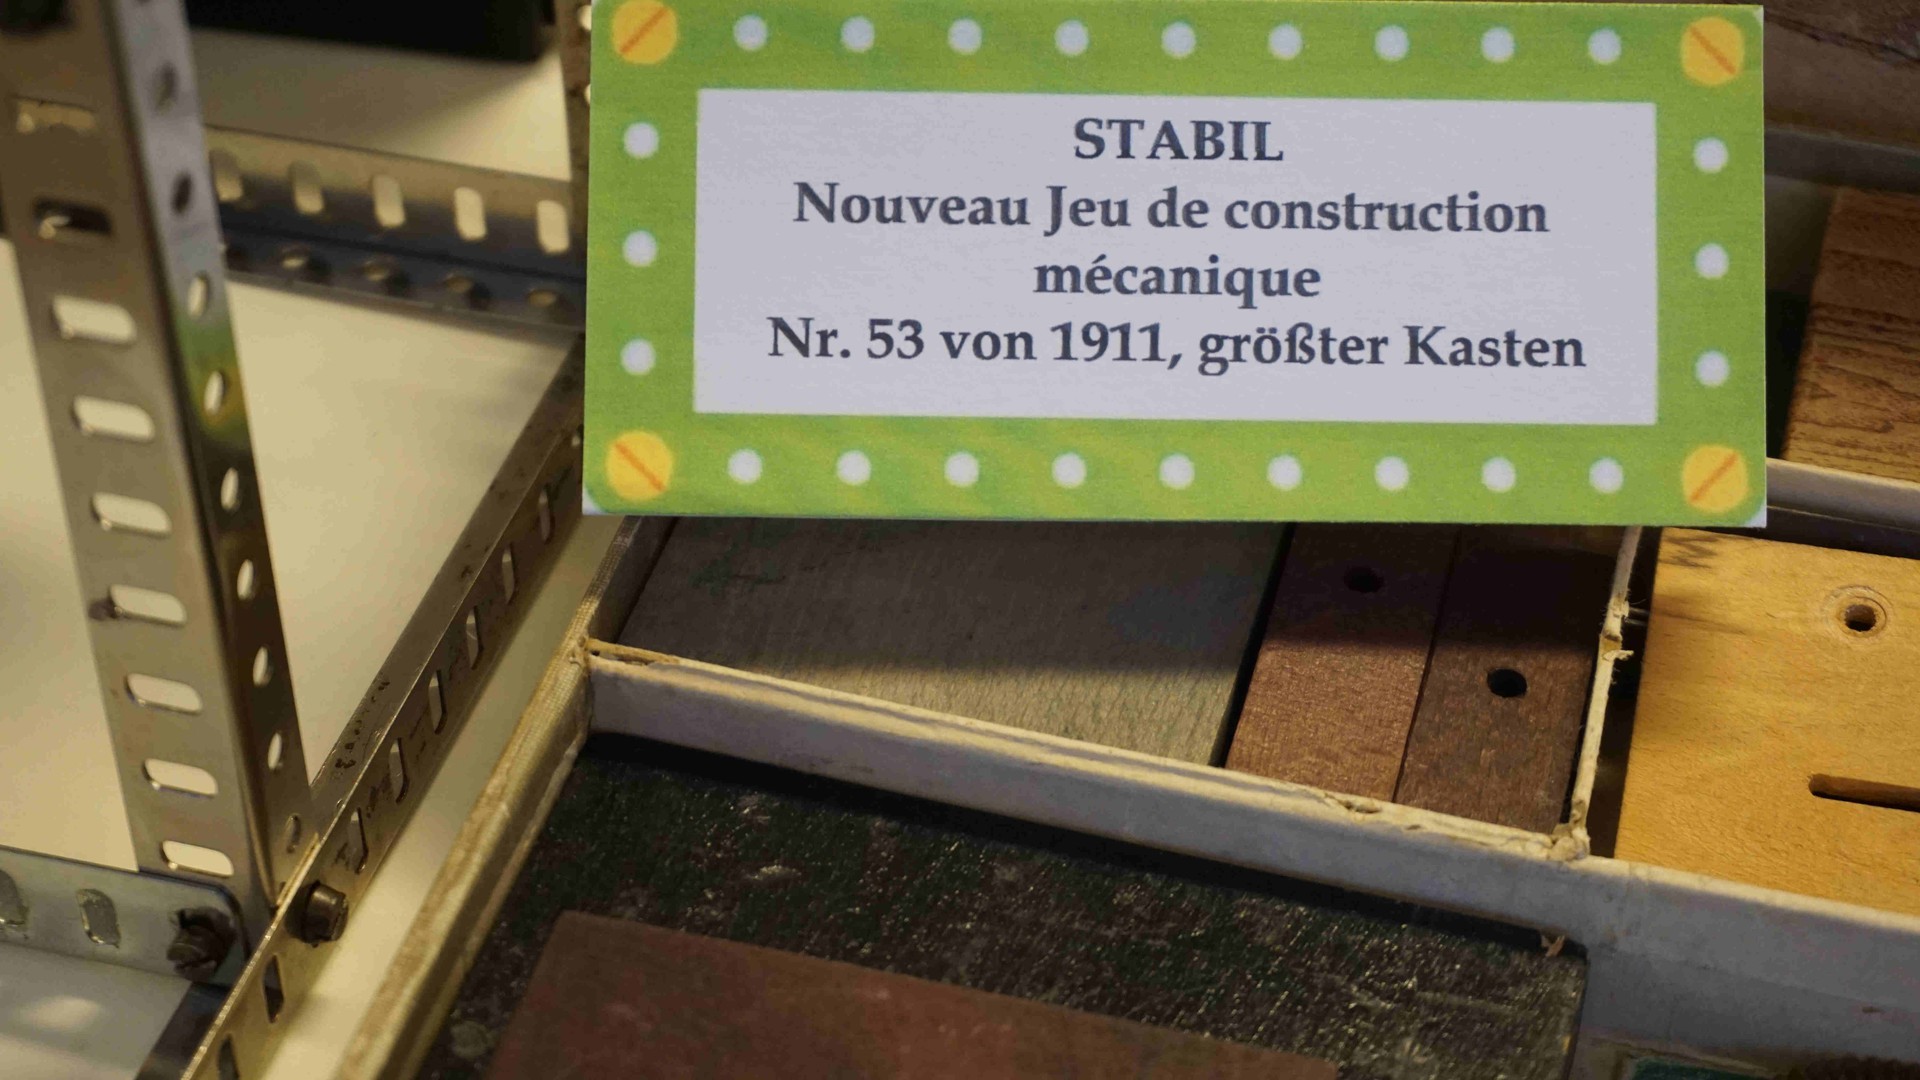 STABIL
Nouveau Jeu de construction
mécanique
Nr. 53 von 1911, größter Kasten